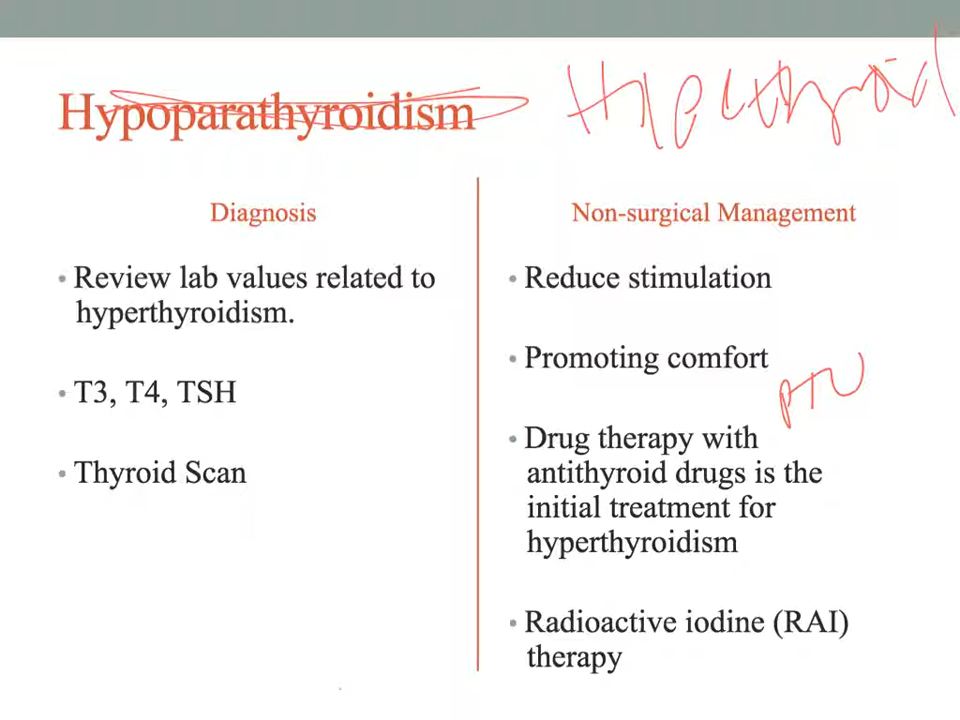 Hypoparathyroidism
Hyperthyroid
Diagnosis
• Review lab values related to
hyperthyroidism.
• T3, T4, TSH
• Thyroid Scan
Non-surgical Management
• Reduce stimulation
• Promoting comfort
PTU
• Drug therapy with
antithyroid drugs is the
initial treatment for
hyperthyroidism
• Radioactive iodine (RAI)
therapy